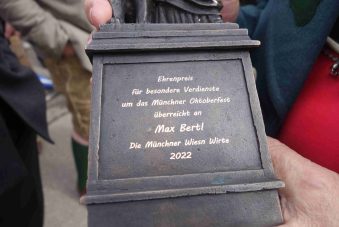 Ehrenpreis
für besondere Verdienste
um das Münchner Oktoberfest
überreicht an
Max Bertl
Die Münchner Wiesn Wirte
2022